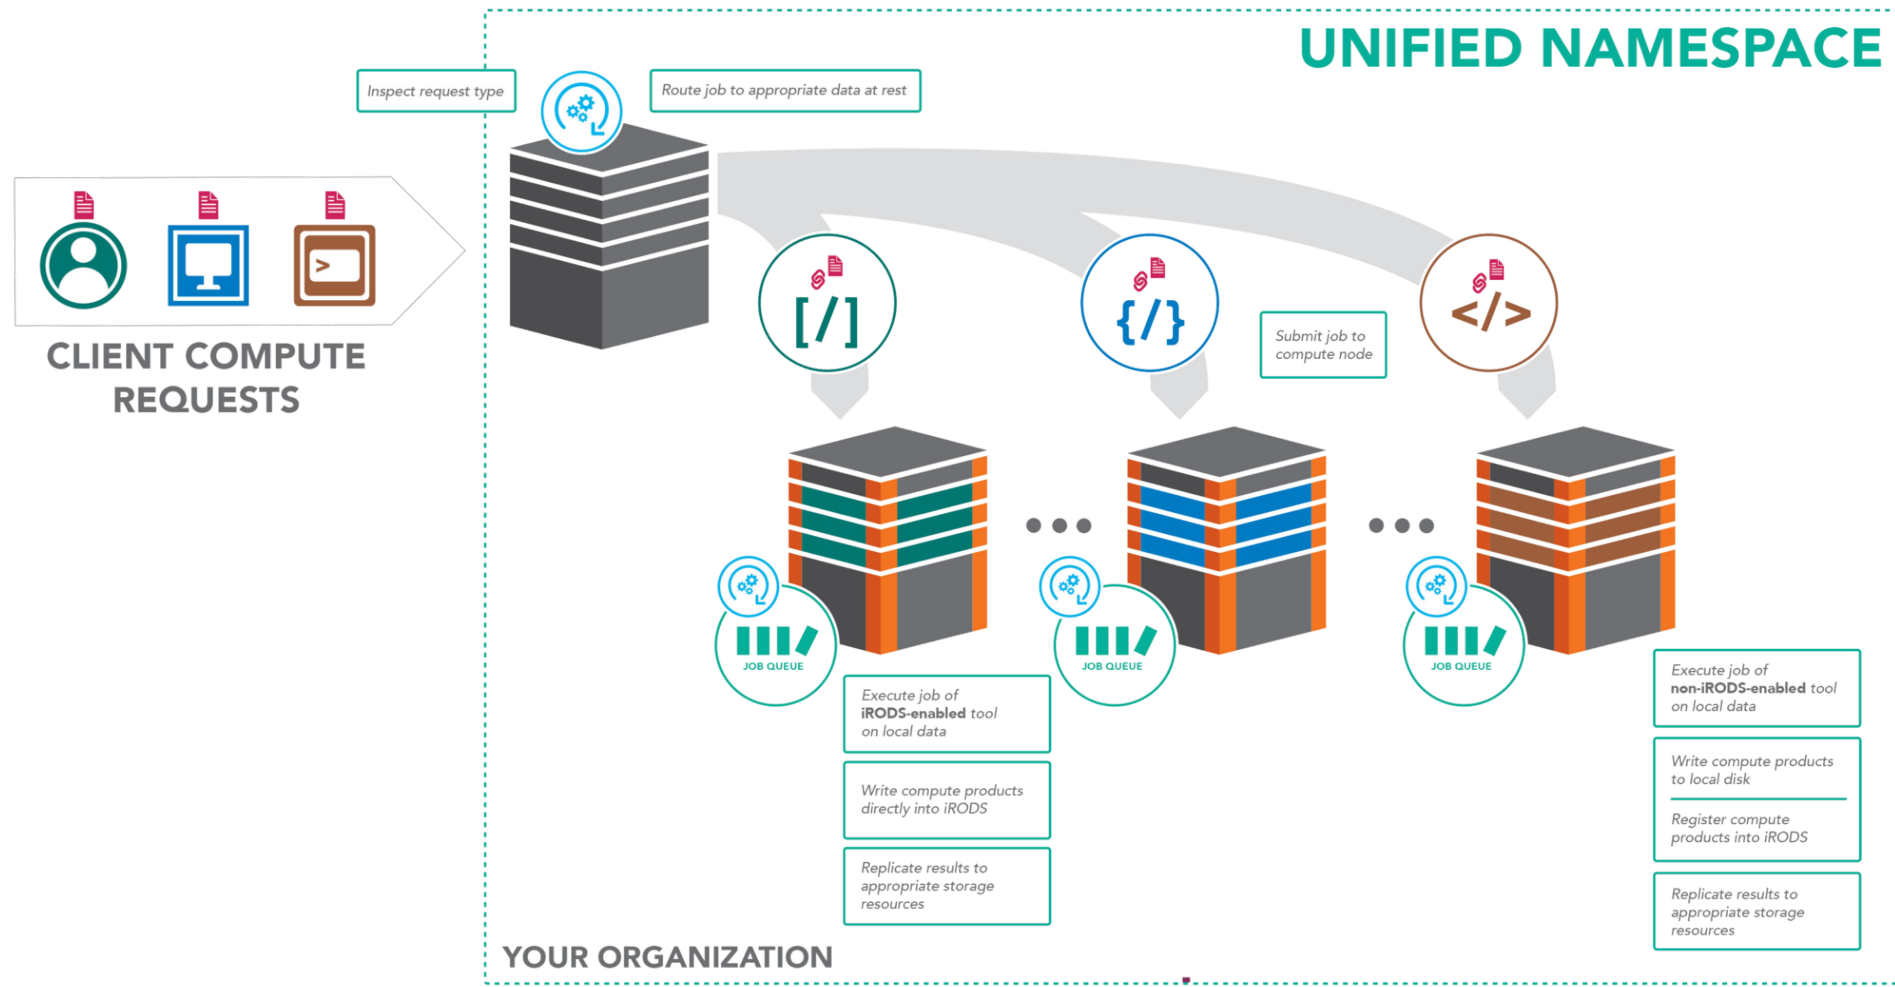 UNIFIED NAMESPACE
Inspect request type
Route job to appropriate data at rest
CLIENT COMPUTE
REQUESTS
[/]
{/}
</>
>
Submit job to
compute node
JOB QUEUE
JOB QUEUE
JOB QUEUE
Execute job of
iRODS-enabled tool
on local data
Write compute products
directly into iRODS
Replicate results to
appropriate storage
resources
Execute job of
non-iRODS-enabled tool
on local data
Write compute products
to local disk
Register compute
products into iRODS
Replicate results to
appropriate storage
resources
YOUR ORGANIZATION